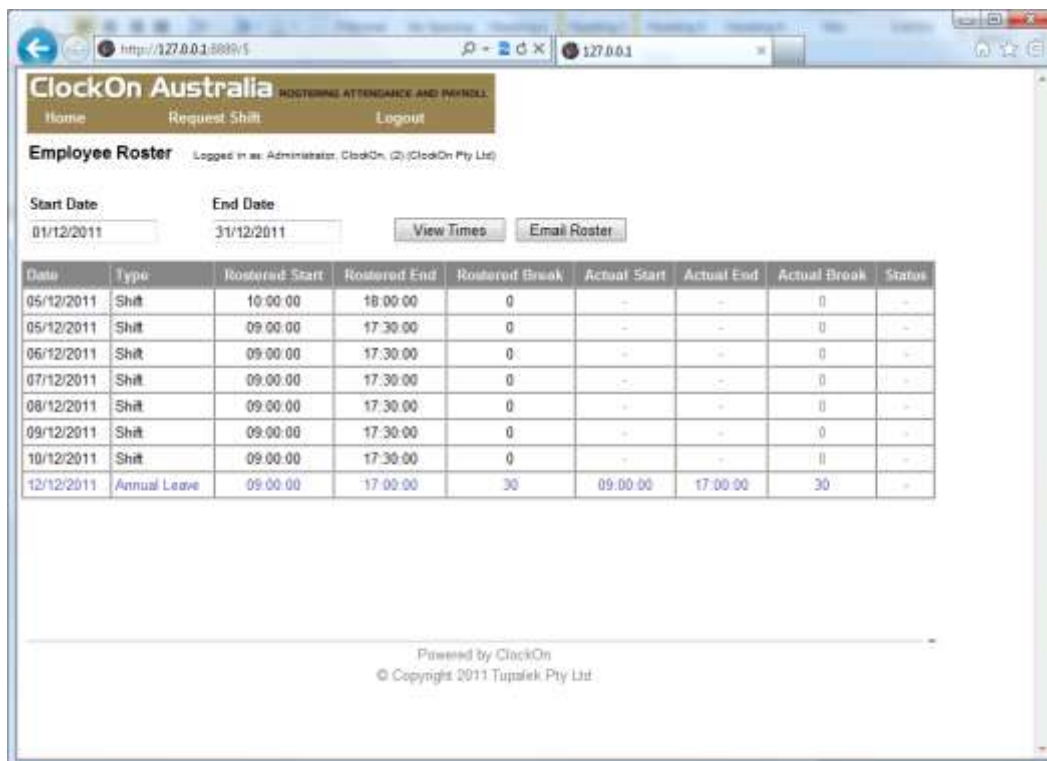 http://127.0.0.1:8889/5
127.0.0.1
ClockOn Australia ROSTERING ATTENDANCE AND PAYROLL
Home Request Shift Logout
Employee Roster Logged in as: Administrator, ClockOn, (2) (ClockOn Pty Ltd)
Start Date End Date
01/12/2011 31/12/2011 View Times Email Roster
Date Type Rostered Start Rostered End Rostered Break Actual Start Actual End Actual Break Status
05/12/2011 Shift 10:00:00 18:00:00 0 - - 0 -
05/12/2011 Shift 09:00:00 17:30:00 0 - - 0 -
06/12/2011 Shift 09:00:00 17:30:00 0 - - 0 -
07/12/2011 Shift 09:00:00 17:30:00 0 - - 0 -
08/12/2011 Shift 09:00:00 17:30:00 0 - - 0 -
09/12/2011 Shift 09:00:00 17:30:00 0 - - 0 -
10/12/2011 Shift 09:00:00 17:30:00 0 - - 0 -
12/12/2011 Annual Leave 09:00:00 17:00:00 30 09:00:00 17:00:00 30 -
Powered by ClockOn
© Copyright 2011 Tupalek Pty Ltd